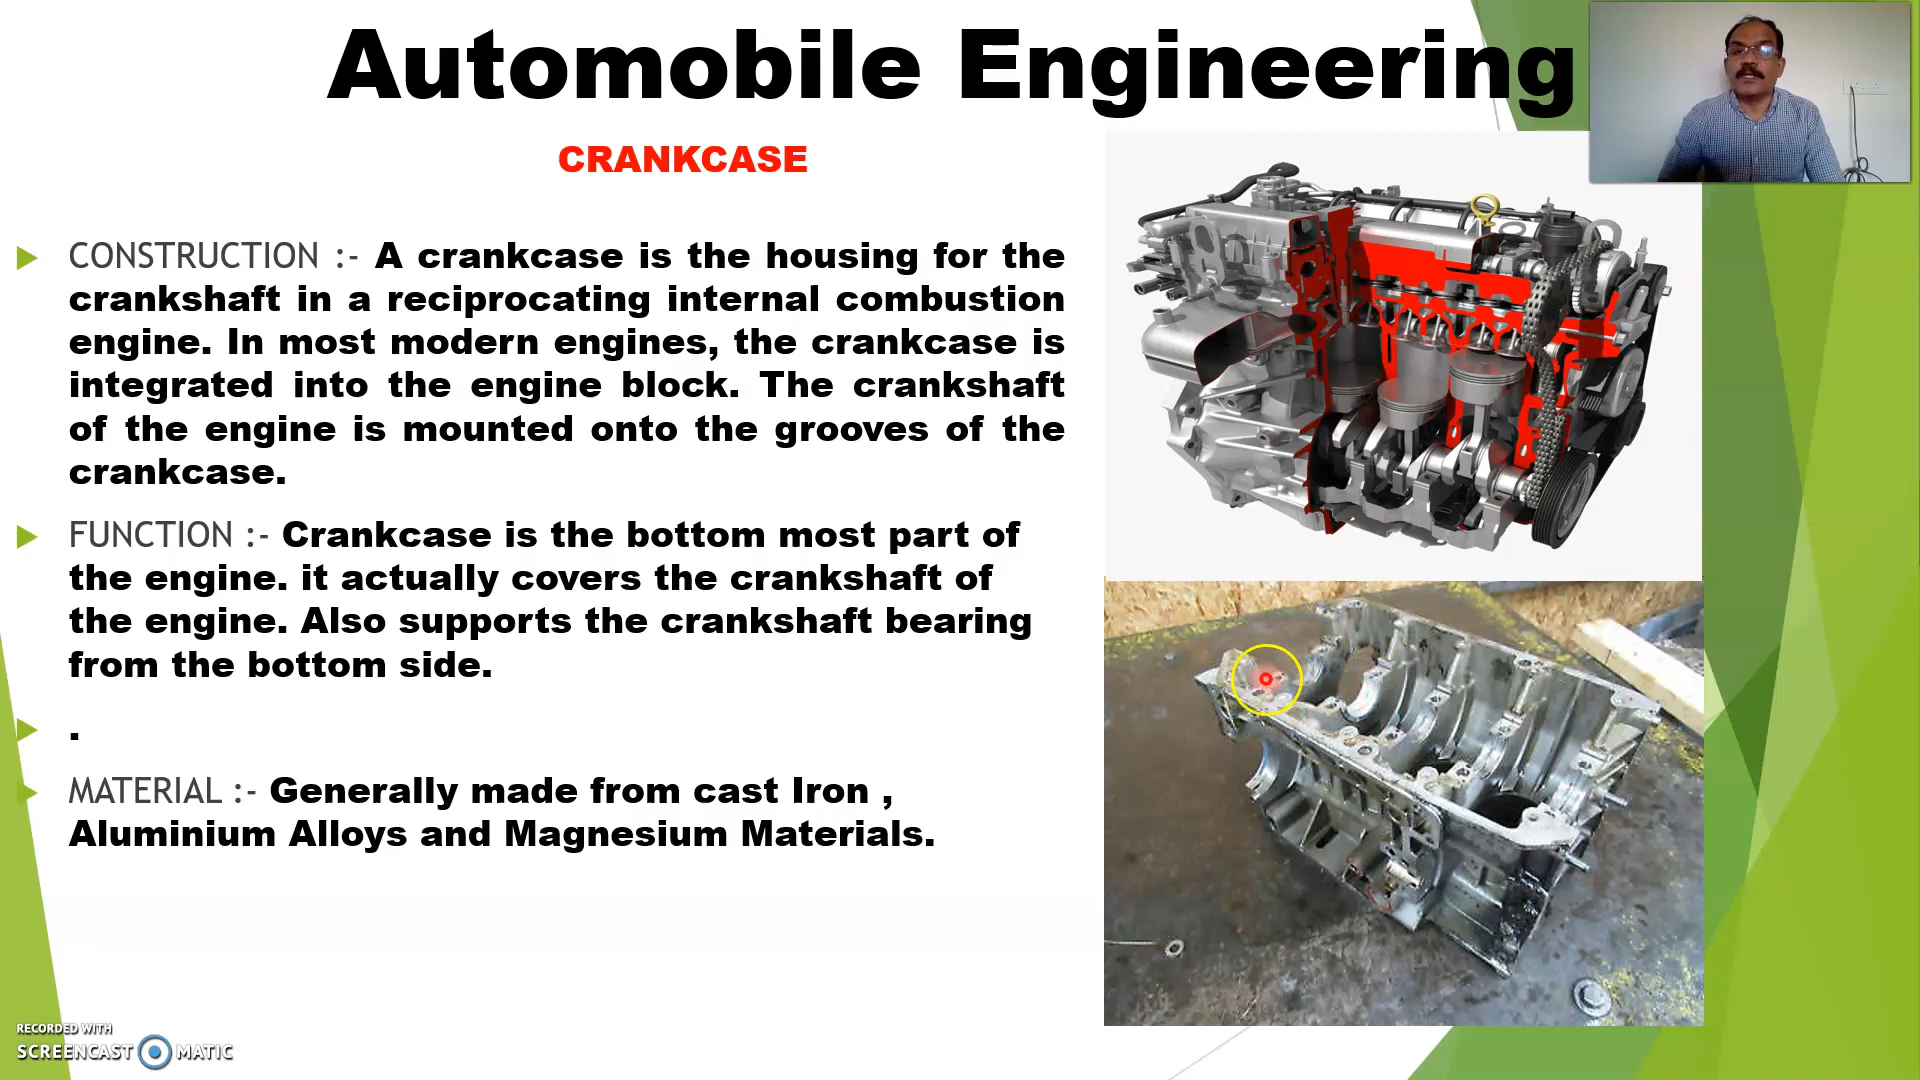 Automobile Engineering
CRANKCASE
CONSTRUCTION :- A crankcase is the housing for the
crankshaft in a reciprocating internal combustion
engine. In most modern engines, the crankcase is
integrated into the engine block. The crankshaft
of the engine is mounted onto the grooves of the
crankcase.
FUNCTION :- Crankcase is the bottom most part of
the engine. it actually covers the crankshaft of
the engine. Also supports the crankshaft bearing
from the bottom side.
.
MATERIAL :- Generally made from cast Iron ,
Aluminium Alloys and Magnesium Materials.
RECORDED WITH
SCREENCAST MATIC